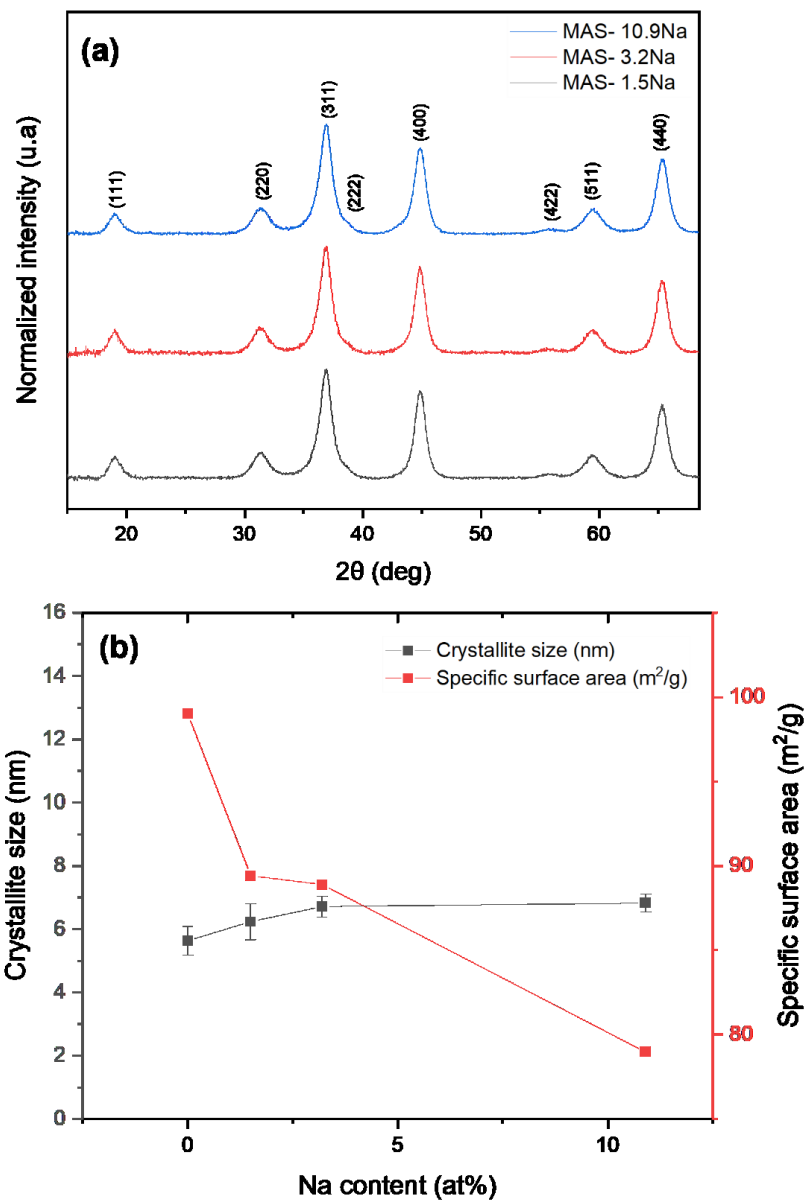 (a)
MAS- 10.9Na
MAS- 3.2Na
MAS- 1.5Na
(111)
(220)
(311)
(222)
(400)
(422)
(511)
(440)
Normalized intensity (u.a)
20 30 40 50 60
2θ (deg)
(b)
Crystallite size (nm)
Specific surface area (m²/g)
Crystallite size (nm)
16
14
12
10
8
6
4
2
0
100
90
80
Specific surface area (m²/g)
0 5 10
Na content (at%)